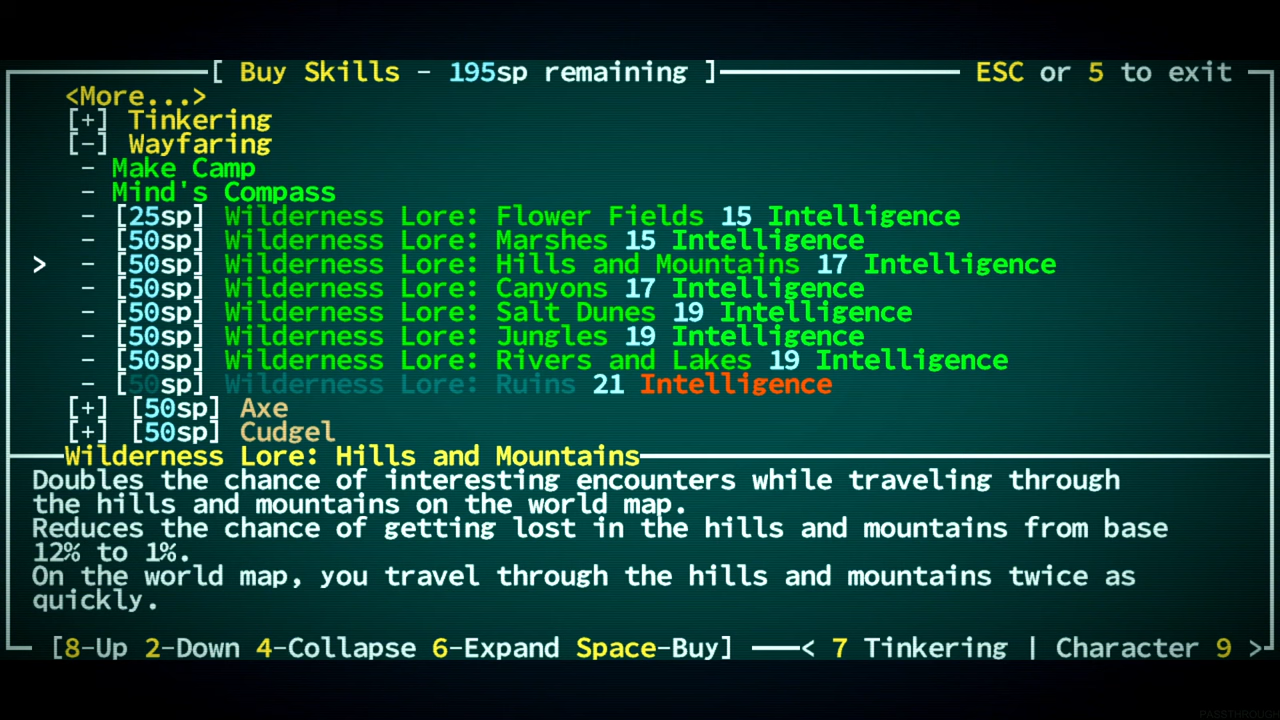 [ Buy Skills - 195sp remaining ] ESC or 5 to exit
<More...>
[+] Tinkering
[-] Wayfaring
- Make Camp
- Mind's Compass
- [25sp] Wilderness Lore: Flower Fields 15 Intelligence
- [50sp] Wilderness Lore: Marshes 15 Intelligence
> - [50sp] Wilderness Lore: Hills and Mountains 17 Intelligence
- [50sp] Wilderness Lore: Canyons 17 Intelligence
- [50sp] Wilderness Lore: Salt Dunes 19 Intelligence
- [50sp] Wilderness Lore: Jungles 19 Intelligence
- [50sp] Wilderness Lore: Rivers and Lakes 19 Intelligence
- [50sp] Wilderness Lore: Ruins 21 Intelligence
[+] [50sp] Axe
[+] [50sp] Cudgel
Wilderness Lore: Hills and Mountains
Doubles the chance of interesting encounters while traveling through
the hills and mountains on the world map.
Reduces the chance of getting lost in the hills and mountains from base
12% to 1%.
On the world map, you travel through the hills and mountains twice as
quickly.
[8-Up 2-Down 4-Collapse 6-Expand Space-Buy] < 7 Tinkering | Character 9 >